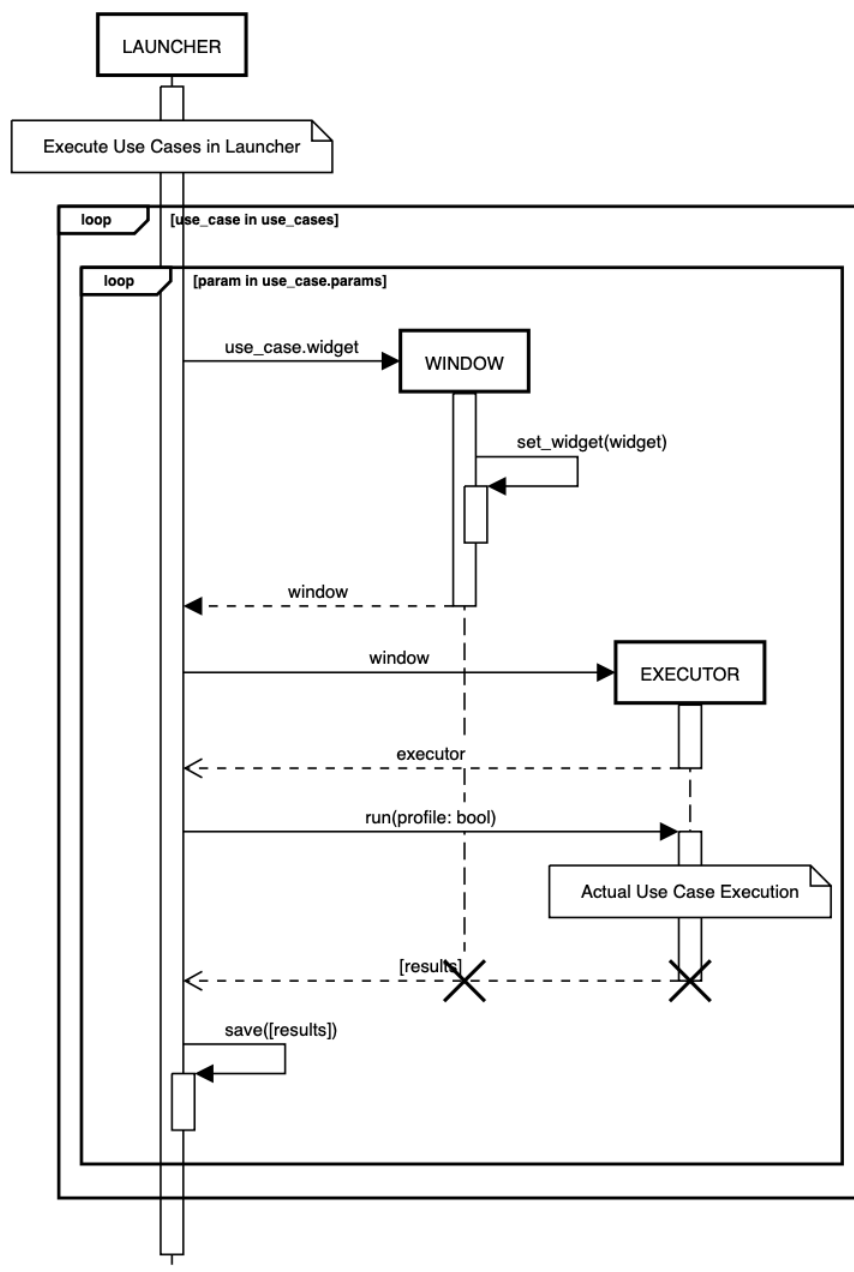 LAUNCHER
Execute Use Cases in Launcher
loop [use_case in use_cases]
loop [param in use_case.params]
use_case.widget
WINDOW
set_widget(widget)
window
window
EXECUTOR
executor
run(profile: bool)
Actual Use Case Execution
[results]
save([results])